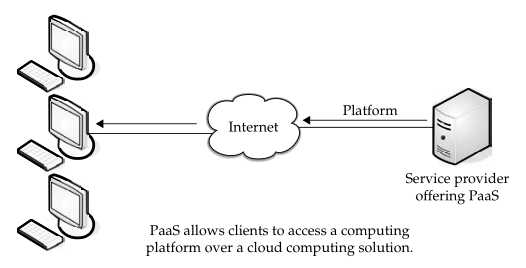 Platform
Internet
Service provider
offering PaaS
PaaS allows clients to access a computing
platform over a cloud computing solution.